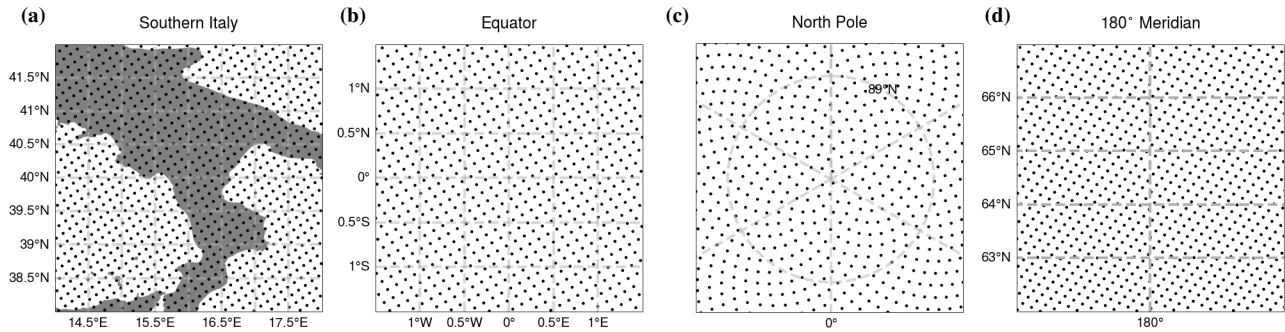 (a) Southern Italy
41.5°N
41°N
40.5°N
40°N
39.5°N
39°N
38.5°N
14.5°E 15.5°E 16.5°E 17.5°E
(b) Equator
1°N
0.5°N
0°
0.5°S
1°S
1°W 0.5°W 0° 0.5°E 1°E
(c) North Pole
89°N
0°
(d) 180° Meridian
66°N
65°N
64°N
63°N
180°